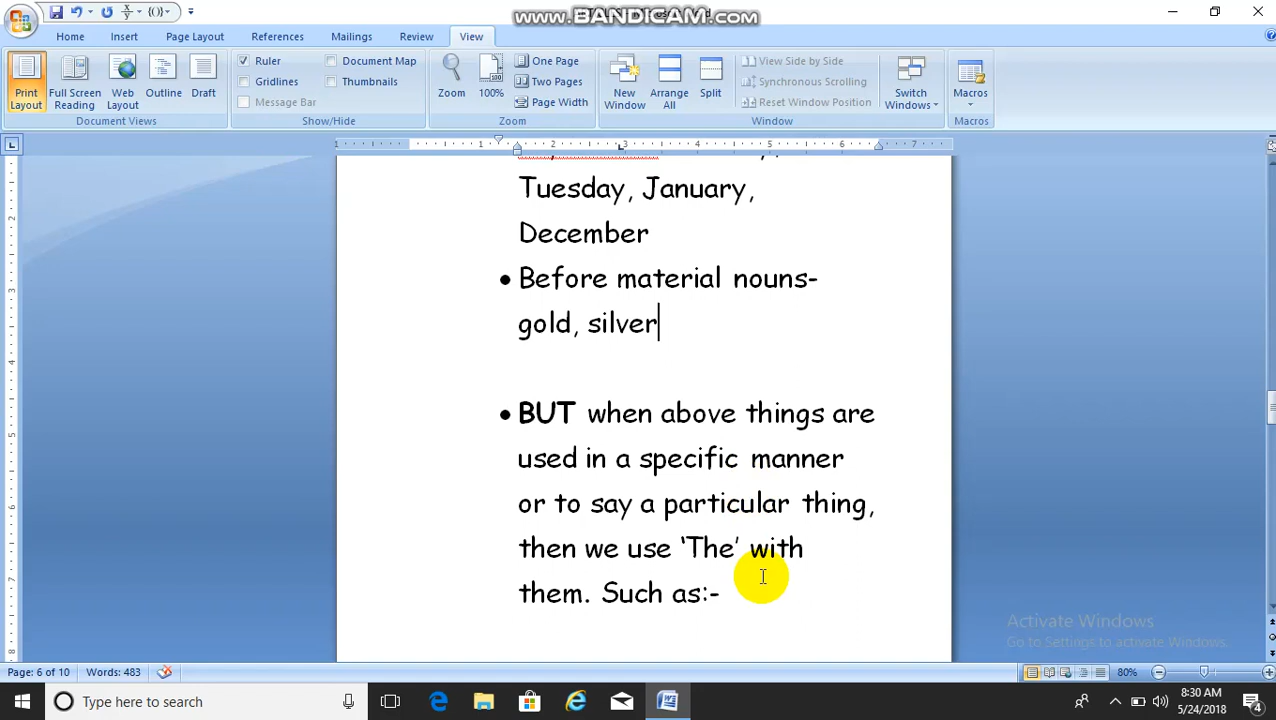 www.BANDICAM.com
Home Insert Page Layout References Mailings Review View
Ruler
Gridlines
Message Bar
Document Map
Thumbnails
One Page
Two Pages
Page Width
View Side by Side
Synchronous Scrolling
Reset Window Position
Print Layout
Full Screen Reading
Web Layout
Outline
Draft
Zoom
100%
New Window
Arrange All
Split
Switch Windows
Macros
Document Views Show/Hide Zoom Window Macros
Tuesday, January,
December
• Before material nouns-
gold, silver
• BUT when above things are
used in a specific manner
or to say a particular thing,
then we use ‘The’ with
them. Such as:-
Activate Windows
Go to Settings to activate Windows.
Page: 6 of 10 Words: 483 80%
Type here to search
8:30 AM
5/24/2018
4